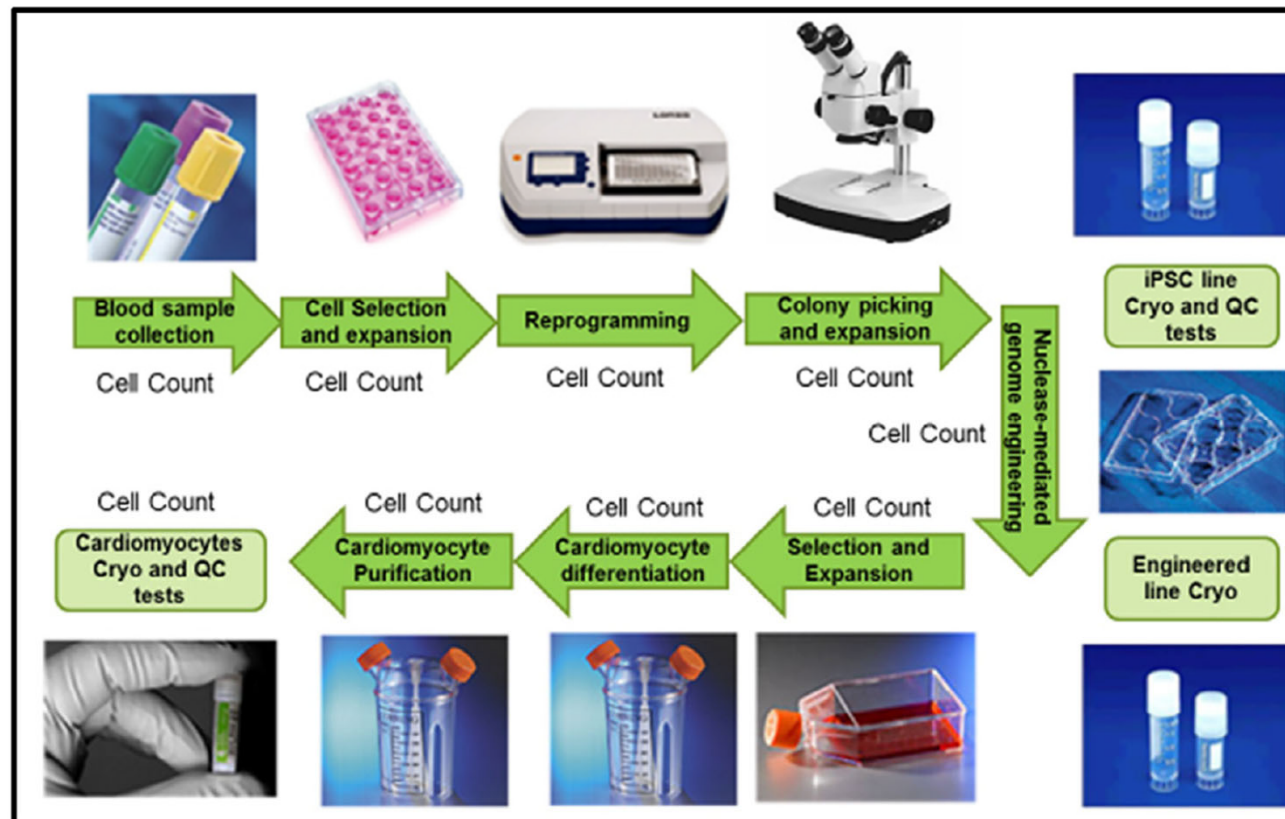 LONZA
Blood sample
collection
Cell Selection
and expansion
Reprogramming
Colony picking
and expansion
iPSC line
Cryo and QC
tests
Cell Count
Cell Count
Cell Count
Cell Count
Nuclease-mediated
genome engineering
Cell Count
Cell Count
Cell Count
Cell Count
Cell Count
Cardiomyocytes
Cryo and QC
tests
Cardiomyocyte
Purification
Cardiomyocyte
differentiation
Selection and
Expansion
Engineered
line Cryo